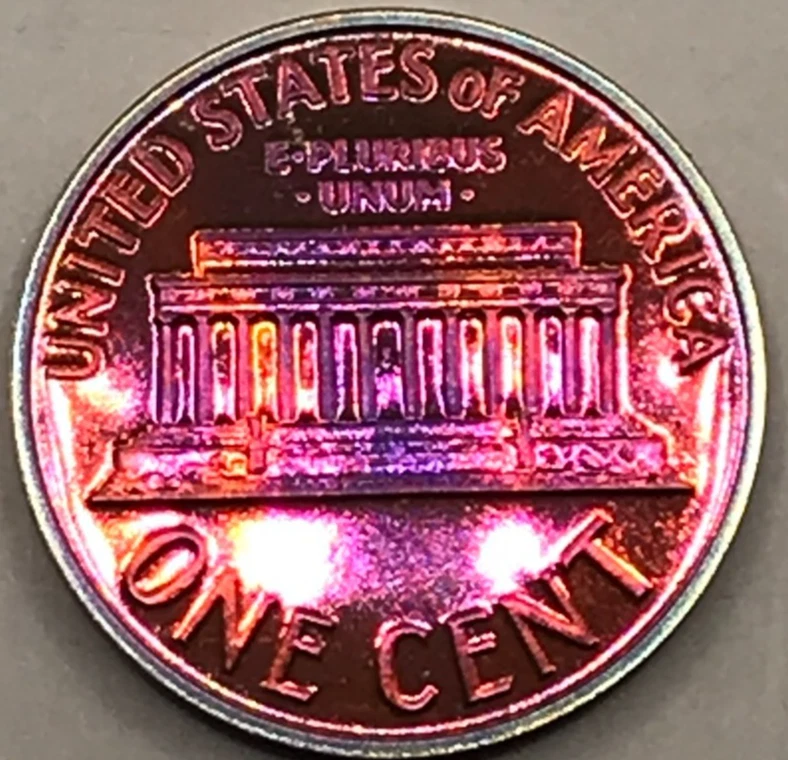 UNITED STATES OF AMERICA
E·PLURIBUS
·UNUM·
ONE CENT